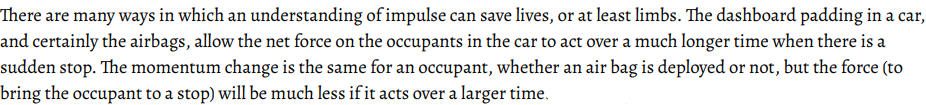 There are many ways in which an understanding of impulse can save lives, or at least limbs. The dashboard padding in a car,
and certainly the airbags, allow the net force on the occupants in the car to act over a much longer time when there is a
sudden stop. The momentum change is the same for an occupant, whether an air bag is deployed or not, but the force (to
bring the occupant to a stop) will be much less if it acts over a larger time.